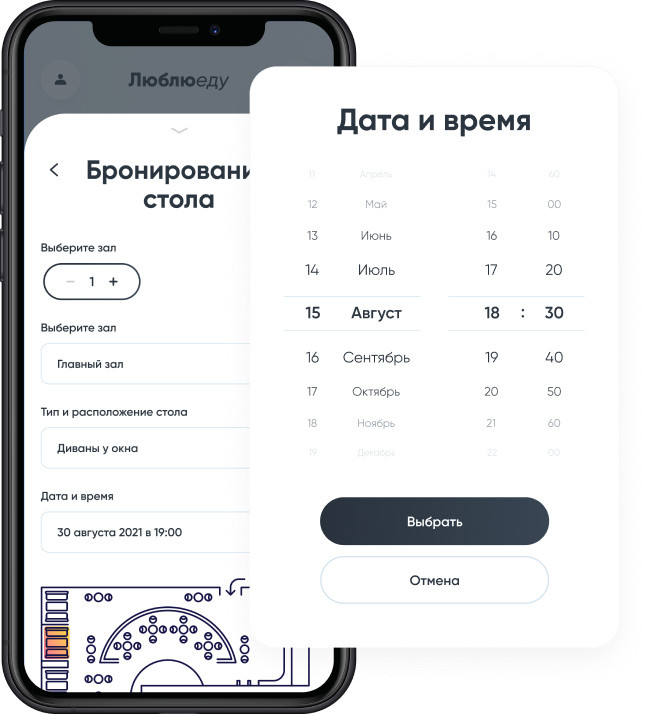 Люблюеду
Бронировани
стола
Выберите зал
− 1 +
Выберите зал
Главный зал
Тип и расположение стола
Диваны у окна
Дата и время
30 августа 2021 в 19:00
Дата и время
11 Апрель 14 60
12 Май 15 00
13 Июнь 16 10
14 Июль 17 20
15 Август 18 : 30
16 Сентябрь 19 40
17 Октябрь 20 50
18 Ноябрь 21 60
19 Декабрь 22 00
Выбрать
Отмена